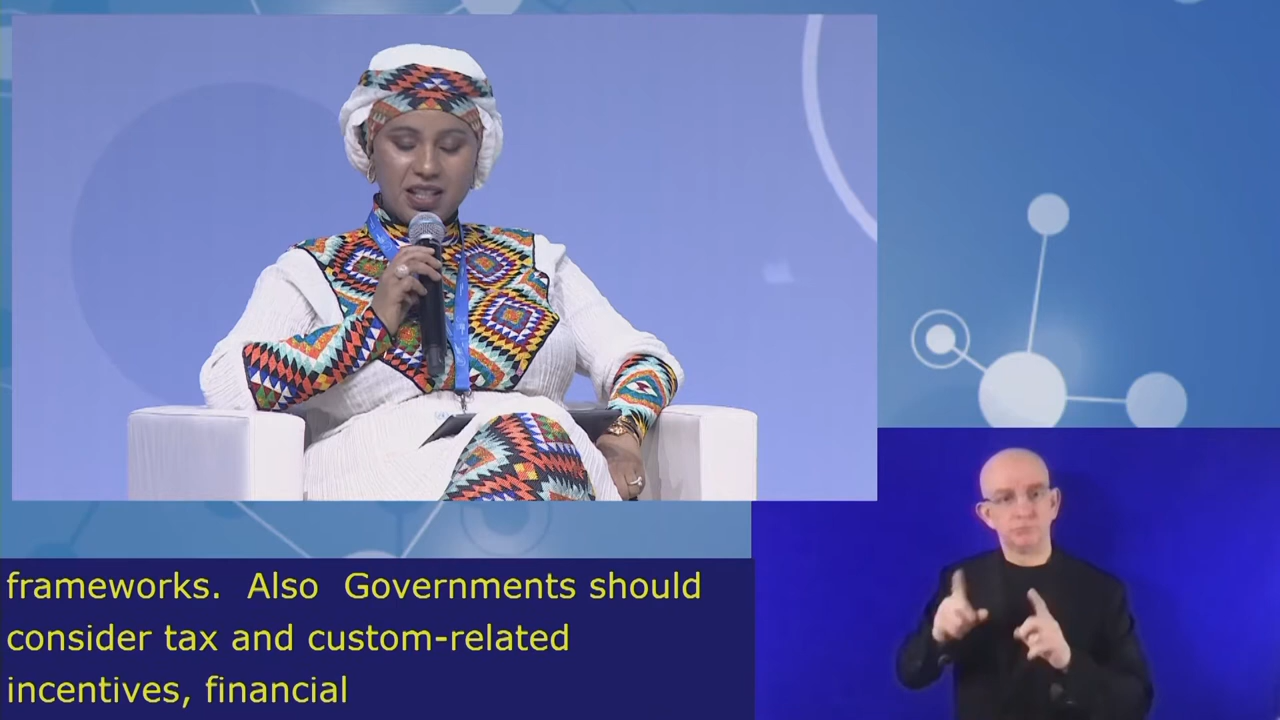 frameworks.  Also  Governments should
consider tax and custom-related
incentives, financial